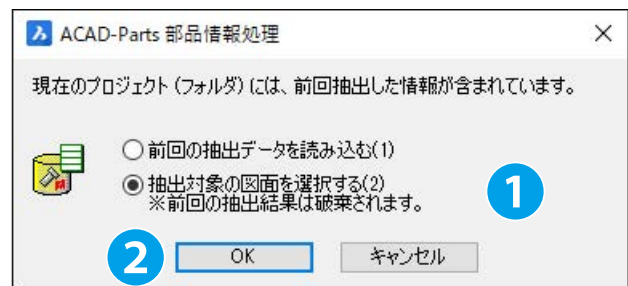 ACAD-Parts 部品情報処理
現在のプロジェクト（フォルダ）には、前回抽出した情報が含まれています。
前回の抽出データを読み込む(1)
抽出対象の図面を選択する(2)
※前回の抽出結果は破棄されます。
1
2
OK キャンセル